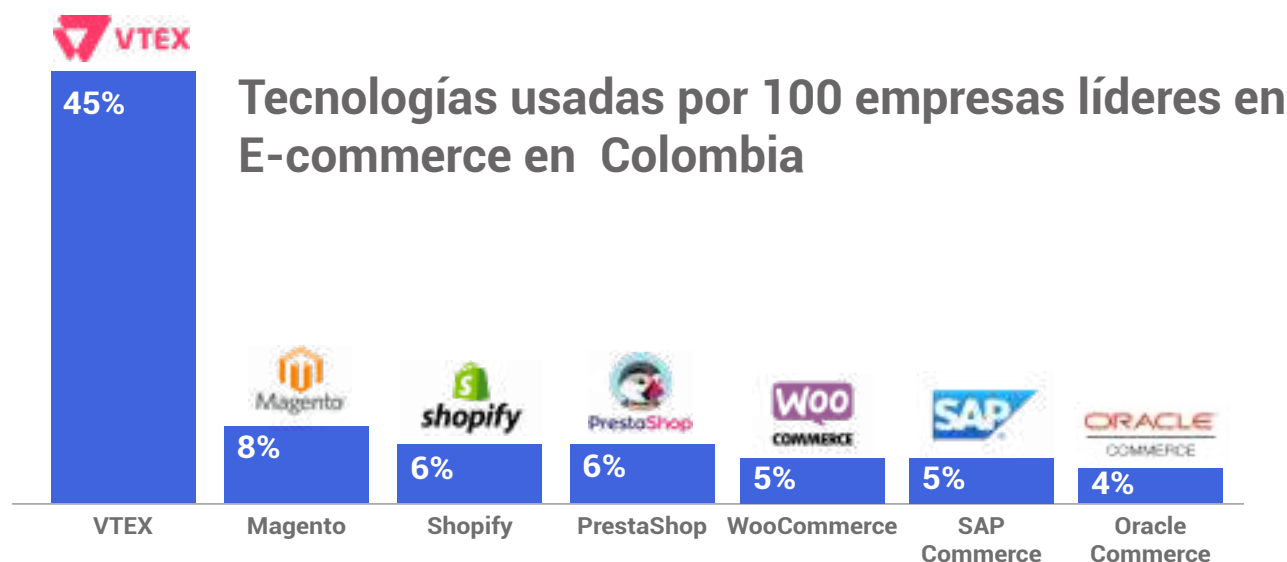 VTEX
45%
Tecnologías usadas por 100 empresas líderes en
E-commerce en Colombia
Magento
8%
shopify
6%
PrestaShop
6%
WOO
COMMERCE
5%
SAP
5%
ORACLE
COMMERCE
4%
VTEX
Magento
Shopify
PrestaShop
WooCommerce
SAP
Commerce
Oracle
Commerce